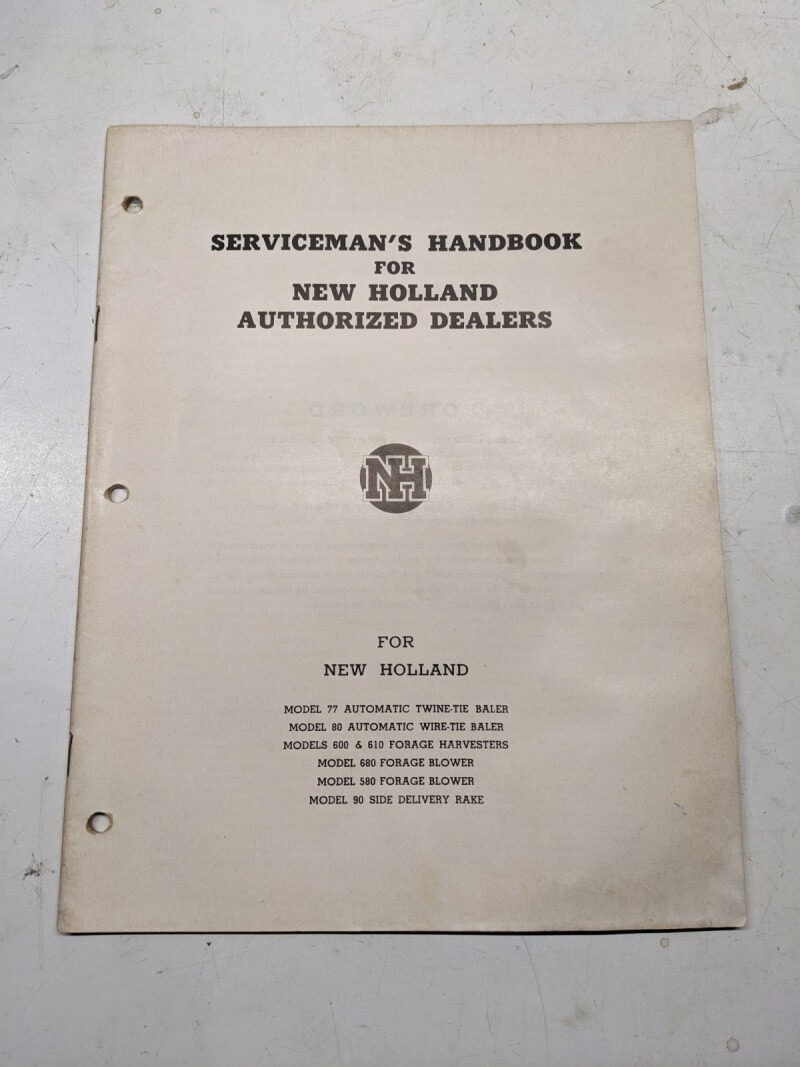 SERVICEMAN'S HANDBOOK
FOR
NEW HOLLAND
AUTHORIZED DEALERS
NH
FOR
NEW HOLLAND
MODEL 77 AUTOMATIC TWINE-TIE BALER
MODEL 80 AUTOMATIC WIRE-TIE BALER
MODELS 600 & 610 FORAGE HARVESTERS
MODEL 680 FORAGE BLOWER
MODEL 580 FORAGE BLOWER
MODEL 90 SIDE DELIVERY RAKE